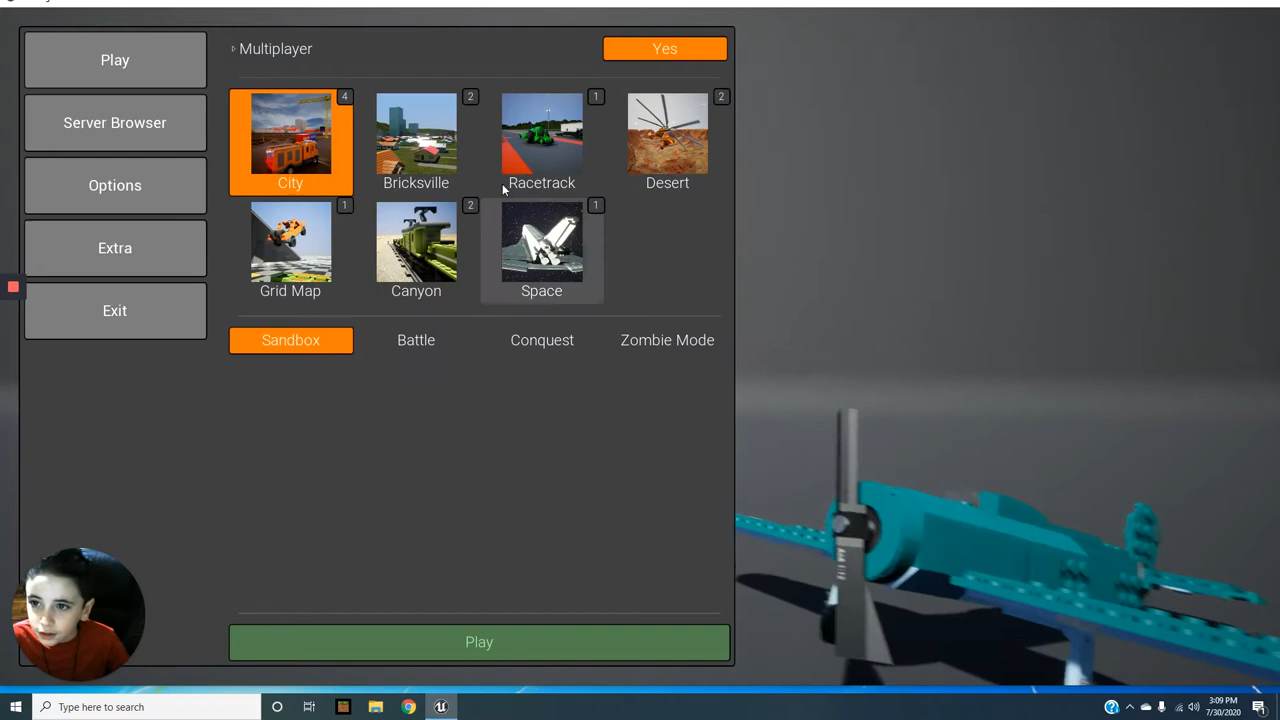 Play
Server Browser
Options
Extra
Exit
Multiplayer
Yes
4
2
1
2
City
Bricksville
Racetrack
Desert
1
2
1
Grid Map
Canyon
Space
Sandbox
Battle
Conquest
Zombie Mode
Play
Type here to search
3:09 PM
7/30/2020
1